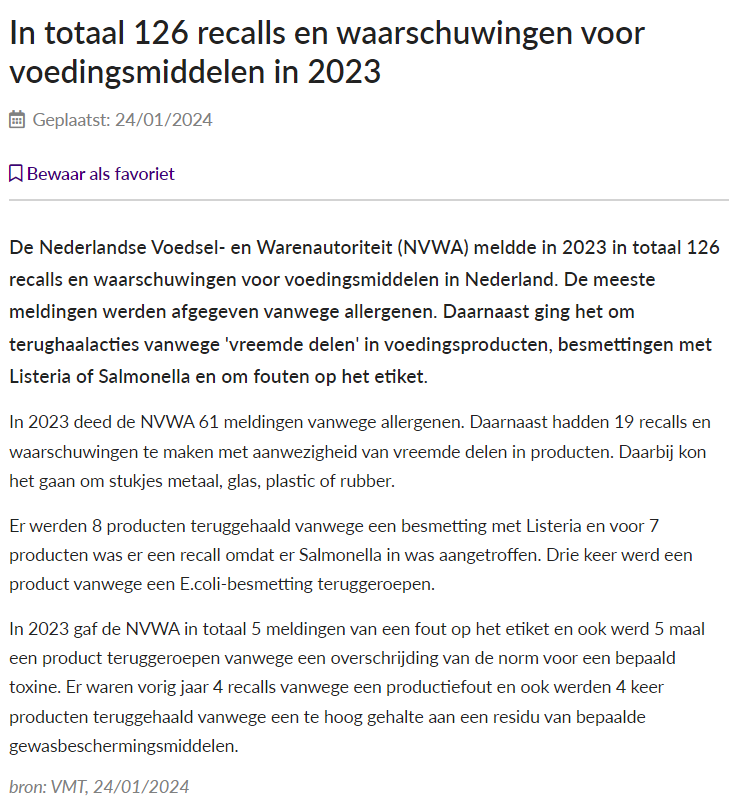 In totaal 126 recalls en waarschuwingen voor
voedingsmiddelen in 2023
Geplaatst: 24/01/2024
Bewaar als favoriet
De Nederlandse Voedsel- en Warenautoriteit (NVWA) meldde in 2023 in totaal 126
recalls en waarschuwingen voor voedingsmiddelen in Nederland. De meeste
meldingen werden afgegeven vanwege allergenen. Daarnaast ging het om
terughaalacties vanwege 'vreemde delen' in voedingsproducten, besmettingen met
Listeria of Salmonella en om fouten op het etiket.
In 2023 deed de NVWA 61 meldingen vanwege allergenen. Daarnaast hadden 19 recalls en
waarschuwingen te maken met aanwezigheid van vreemde delen in producten. Daarbij kon
het gaan om stukjes metaal, glas, plastic of rubber.
Er werden 8 producten teruggehaald vanwege een besmetting met Listeria en voor 7
producten was er een recall omdat er Salmonella in was aangetroffen. Drie keer werd een
product vanwege een E.coli-besmetting teruggeroepen.
In 2023 gaf de NVWA in totaal 5 meldingen van een fout op het etiket en ook werd 5 maal
een product teruggeroepen vanwege een overschrijding van de norm voor een bepaald
toxine. Er waren vorig jaar 4 recalls vanwege een productiefout en ook werden 4 keer
producten teruggehaald vanwege een te hoog gehalte aan een residu van bepaalde
gewasbeschermingsmiddelen.
bron: VMT, 24/01/2024